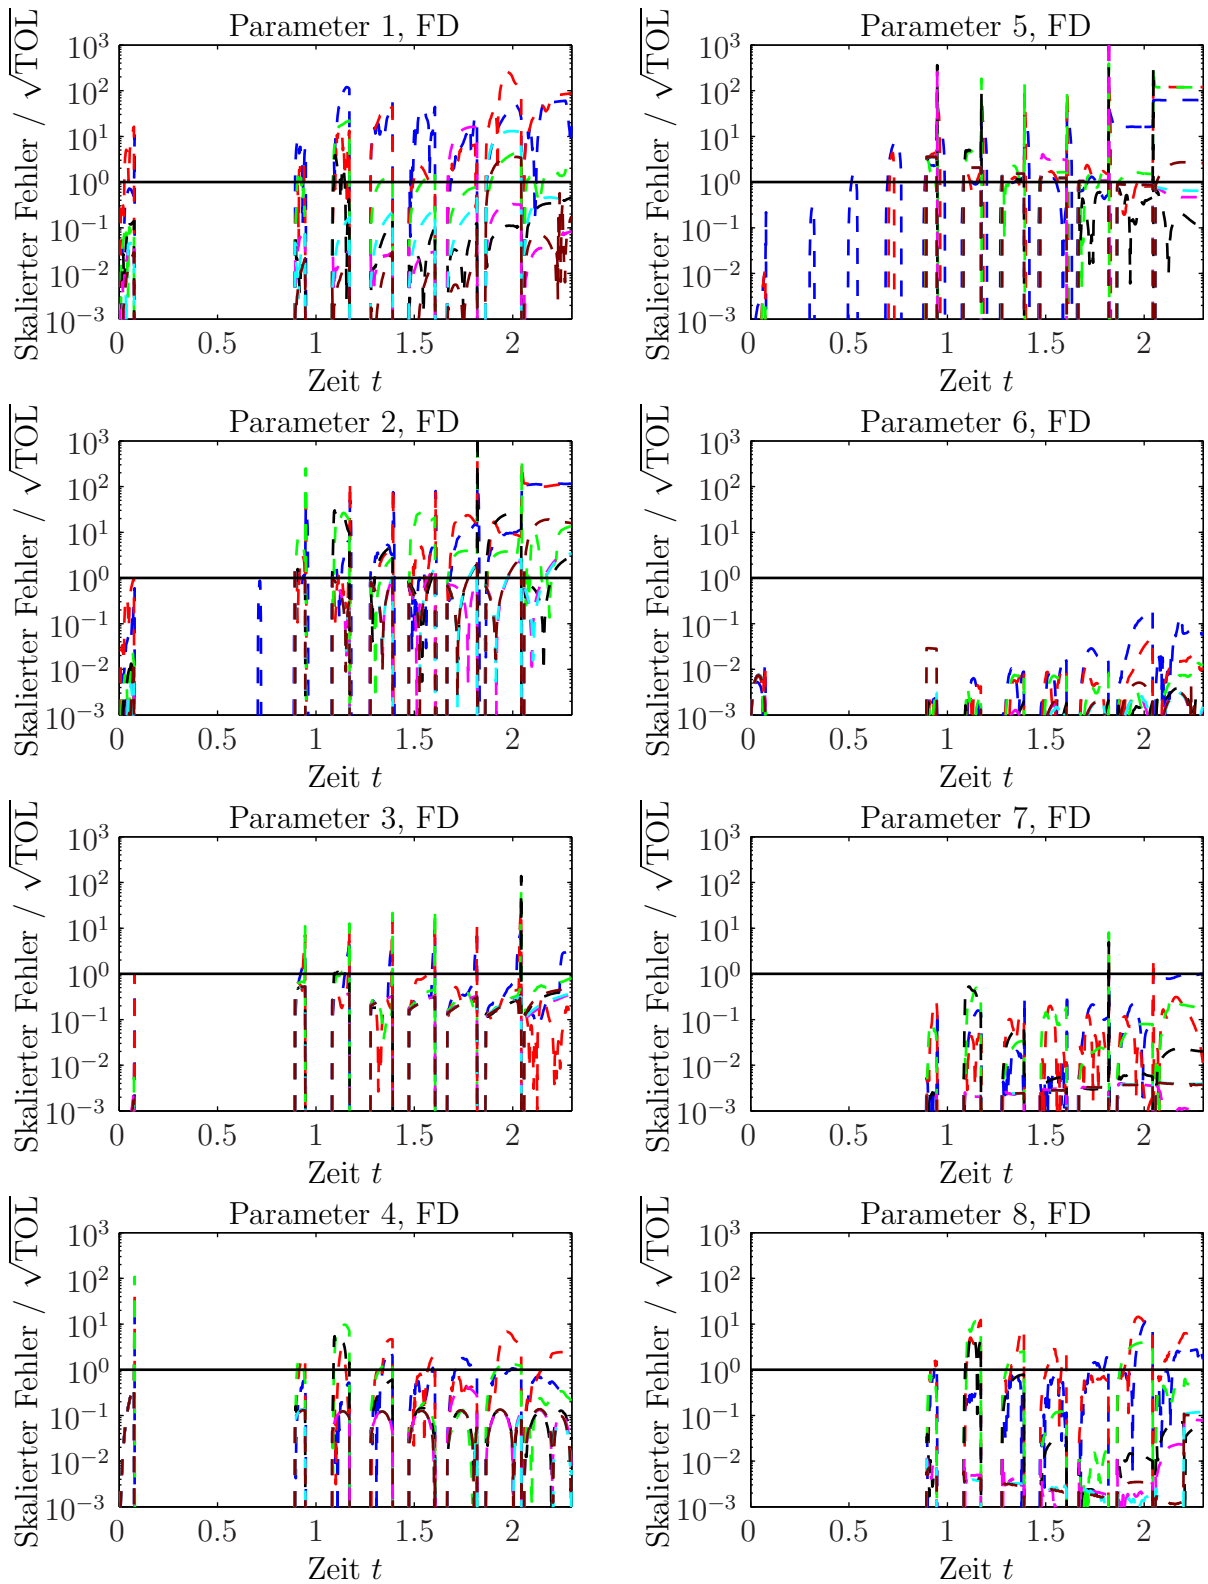 Parameter 1, FD
Skalierter Fehler / √TOL
10³
10²
10¹
10⁰
10⁻¹
10⁻²
10⁻³
0 0.5 1 1.5 2
Zeit t
Parameter 5, FD
Skalierter Fehler / √TOL
10³
10²
10¹
10⁰
10⁻¹
10⁻²
10⁻³
0 0.5 1 1.5 2
Zeit t
Parameter 2, FD
Skalierter Fehler / √TOL
10³
10²
10¹
10⁰
10⁻¹
10⁻²
10⁻³
0 0.5 1 1.5 2
Zeit t
Parameter 6, FD
Skalierter Fehler / √TOL
10³
10²
10¹
10⁰
10⁻¹
10⁻²
10⁻³
0 0.5 1 1.5 2
Zeit t
Parameter 3, FD
Skalierter Fehler / √TOL
10³
10²
10¹
10⁰
10⁻¹
10⁻²
10⁻³
0 0.5 1 1.5 2
Zeit t
Parameter 7, FD
Skalierter Fehler / √TOL
10³
10²
10¹
10⁰
10⁻¹
10⁻²
10⁻³
0 0.5 1 1.5 2
Zeit t
Parameter 4, FD
Skalierter Fehler / √TOL
10³
10²
10¹
10⁰
10⁻¹
10⁻²
10⁻³
0 0.5 1 1.5 2
Zeit t
Parameter 8, FD
Skalierter Fehler / √TOL
10³
10²
10¹
10⁰
10⁻¹
10⁻²
10⁻³
0 0.5 1 1.5 2
Zeit t